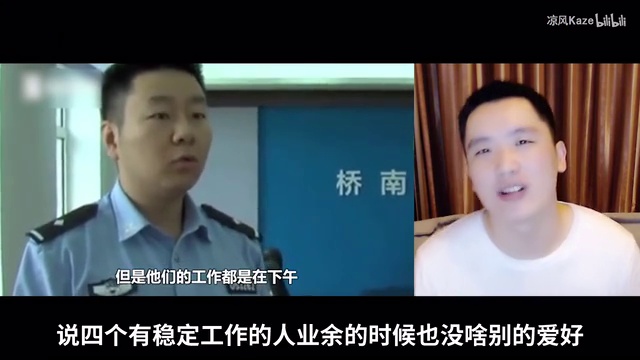 凉风Kaze bilibili
桥南
但是他们的工作都是在下午
说四个有稳定工作的人业余的时候也没啥别的爱好